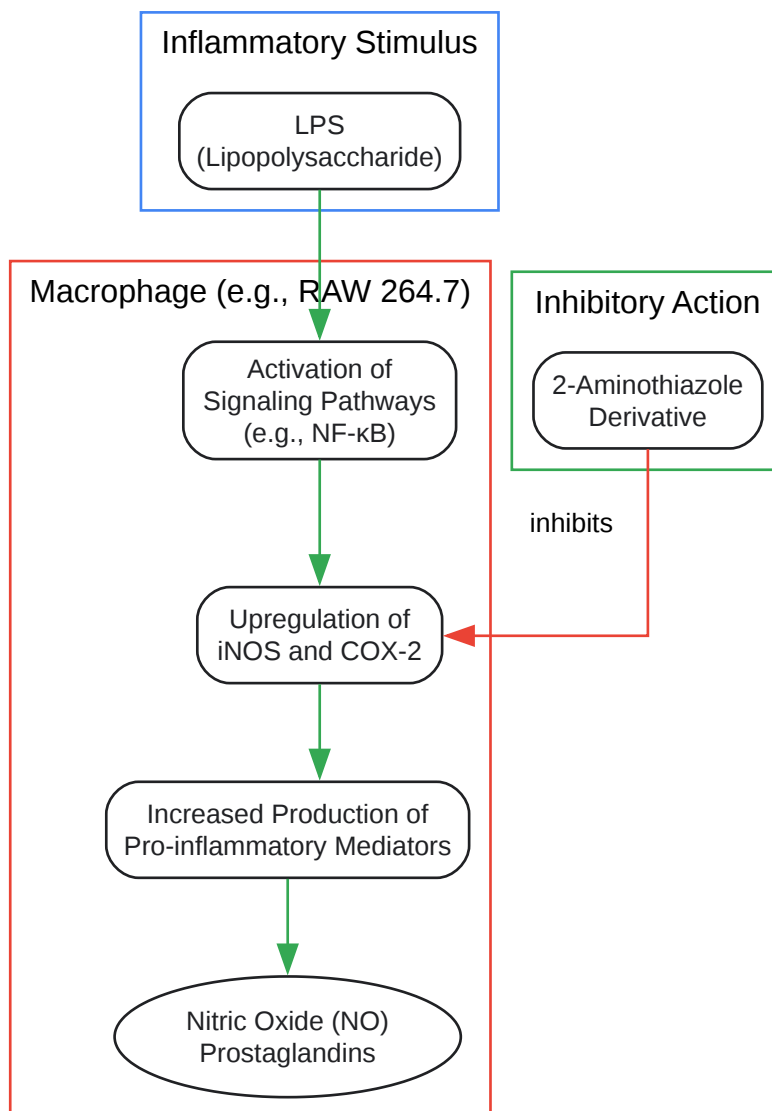 Inflammatory Stimulus
LPS
(Lipopolysaccharide)
Macrophage (e.g., RAW 264.7)
Inhibitory Action
Activation of
Signaling Pathways
(e.g., NF-κB)
2-Aminothiazole
Derivative
inhibits
Upregulation of
iNOS and COX-2
Increased Production of
Pro-inflammatory Mediators
Nitric Oxide (NO)
Prostaglandins